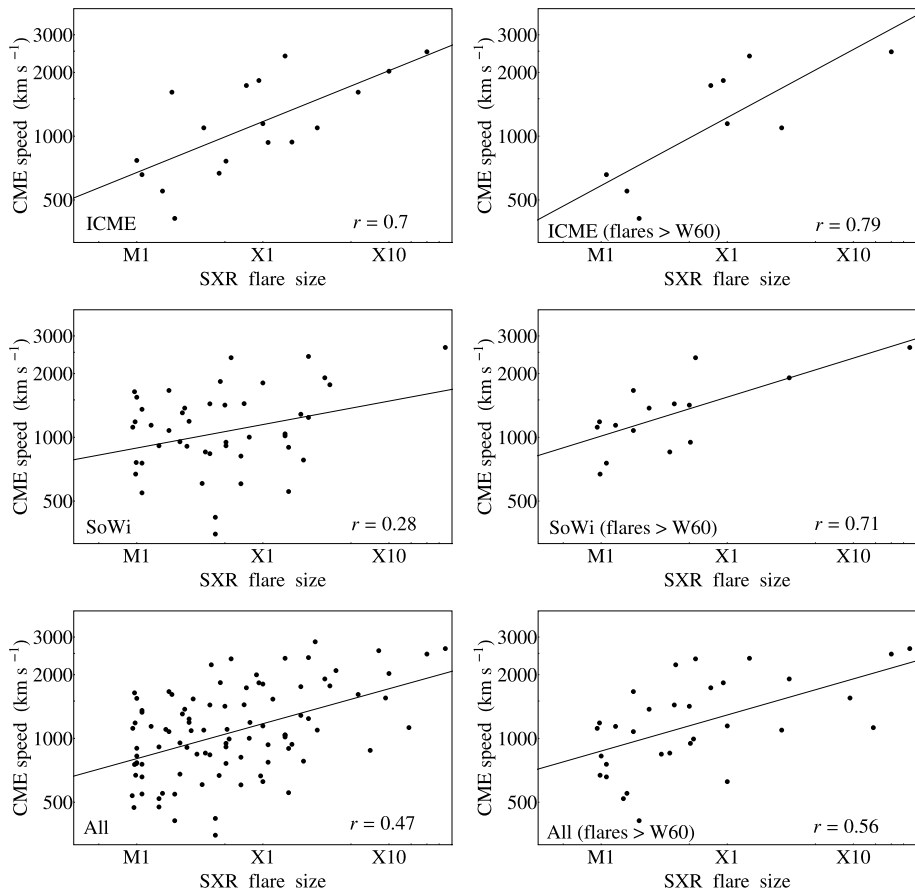 3000
2000
1000
500
CME speed (km s⁻¹)
ICME
r = 0.7
M1 X1 X10
SXR flare size
3000
2000
1000
500
CME speed (km s⁻¹)
ICME (flares > W60)
r = 0.79
M1 X1 X10
SXR flare size
3000
2000
1000
500
CME speed (km s⁻¹)
SoWi
r = 0.28
M1 X1 X10
SXR flare size
3000
2000
1000
500
CME speed (km s⁻¹)
SoWi (flares > W60)
r = 0.71
M1 X1 X10
SXR flare size
3000
2000
1000
500
CME speed (km s⁻¹)
All
r = 0.47
M1 X1 X10
SXR flare size
3000
2000
1000
500
CME speed (km s⁻¹)
All (flares > W60)
r = 0.56
M1 X1 X10
SXR flare size